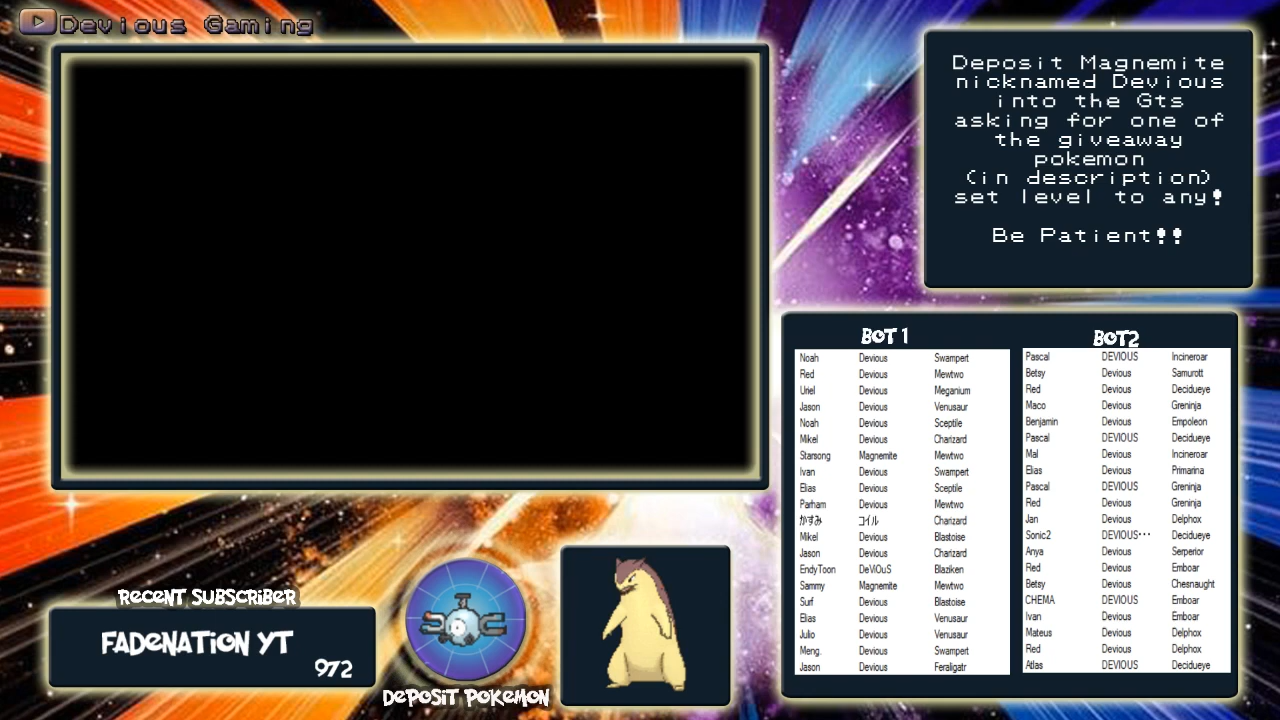 Devious Gaming
Deposit Magnemite
nicknamed Devious
into the Gts
asking for one of
the giveaway
pokemon
(in description)
set level to any!
Be Patient!!
BOT 1
Noah Devious Swampert
Red Devious Mewtwo
Uriel Devious Meganium
Jason Devious Venusaur
Noah Devious Sceptile
Mikel Devious Charizard
Starsong Magnemite Mewtwo
Ivan Devious Swampert
Elias Devious Sceptile
Parham Devious Mewtwo
かすみ コイル Charizard
Mikel Devious Blastoise
Jason Devious Charizard
EndyToon DeViOuS Blaziken
Sammy Magnemite Mewtwo
Surf Devious Blastoise
Elias Devious Venusaur
Julio Devious Venusaur
Meng. Devious Swampert
Jason Devious Feraligatr
BOT2
Pascal DEVIOUS Incineroar
Betsy Devious Samurott
Red Devious Decidueye
Maco Devious Greninja
Benjamin Devious Empoleon
Pascal DEVIOUS Decidueye
Mal Devious Incineroar
Elias Devious Primarina
Pascal DEVIOUS Greninja
Red Devious Greninja
Jan Devious Delphox
Sonic2 DEVIOUS··· Decidueye
Anya Devious Serperior
Red Devious Emboar
Betsy Devious Chesnaught
CHEMA DEVIOUS Emboar
Ivan Devious Emboar
Mateus Devious Delphox
Red Devious Delphox
Atlas DEVIOUS Decidueye
RECENT SUBSCRIBER
FADENATION YT
972
DEPOSIT POKEMON